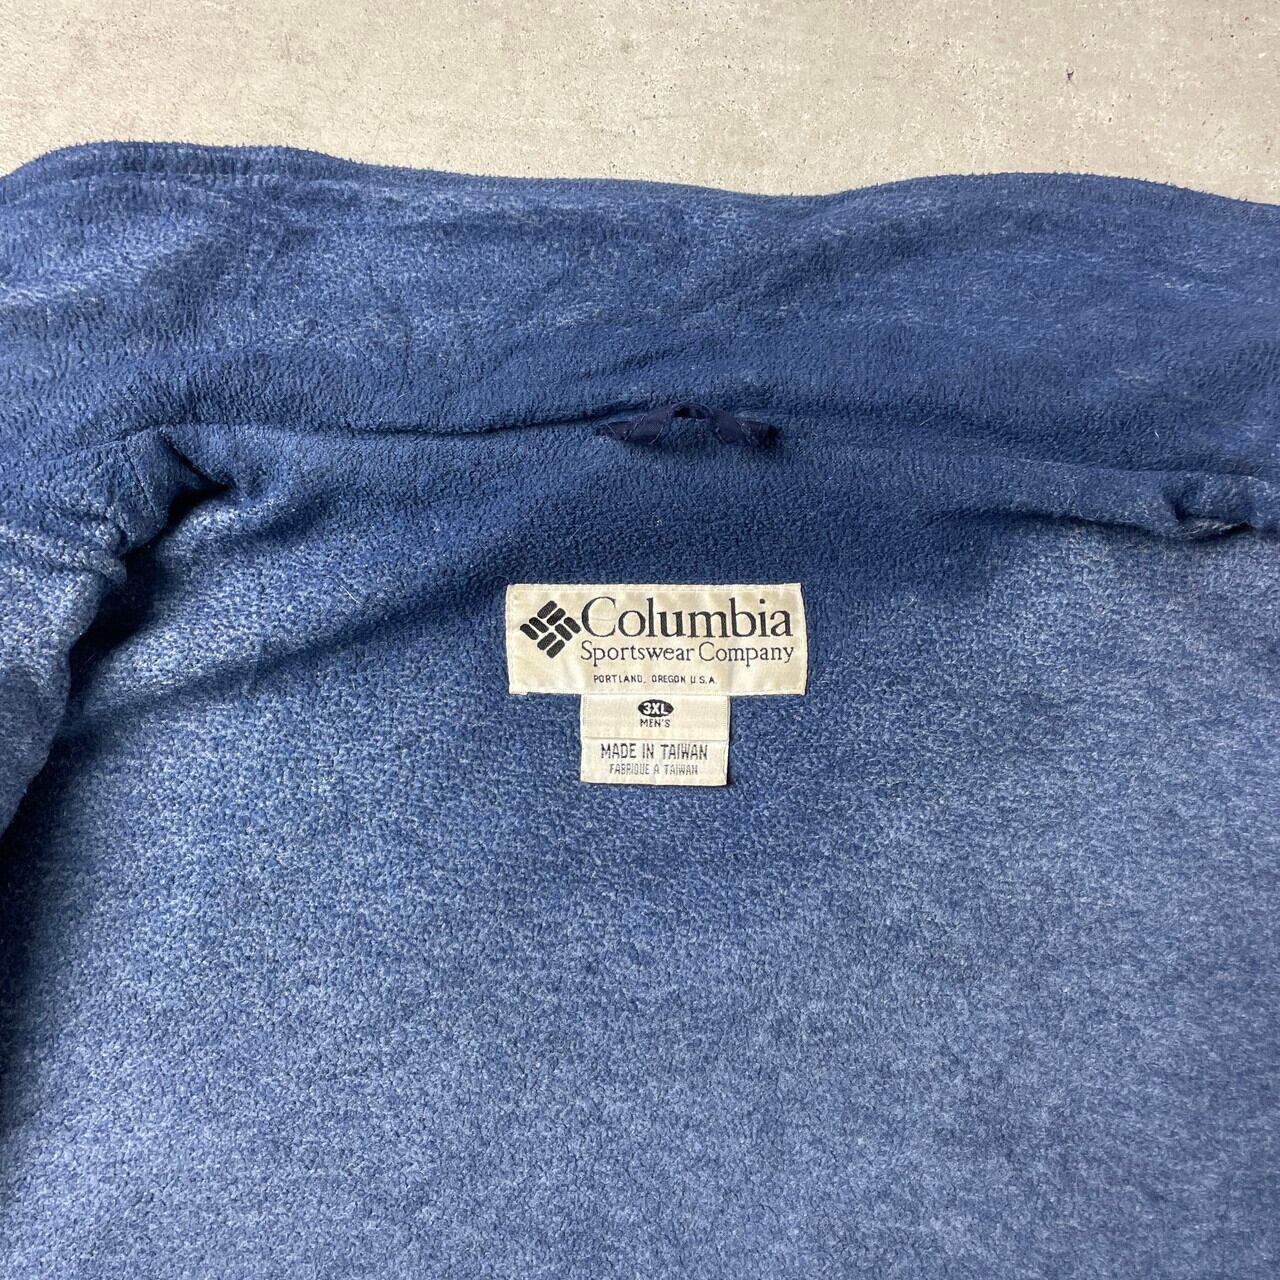 Columbia
Sportswear Company
PORTLAND, OREGON U.S.A.
3XL
MEN'S
MADE IN TAIWAN
FABRIQUE A TAIWAN